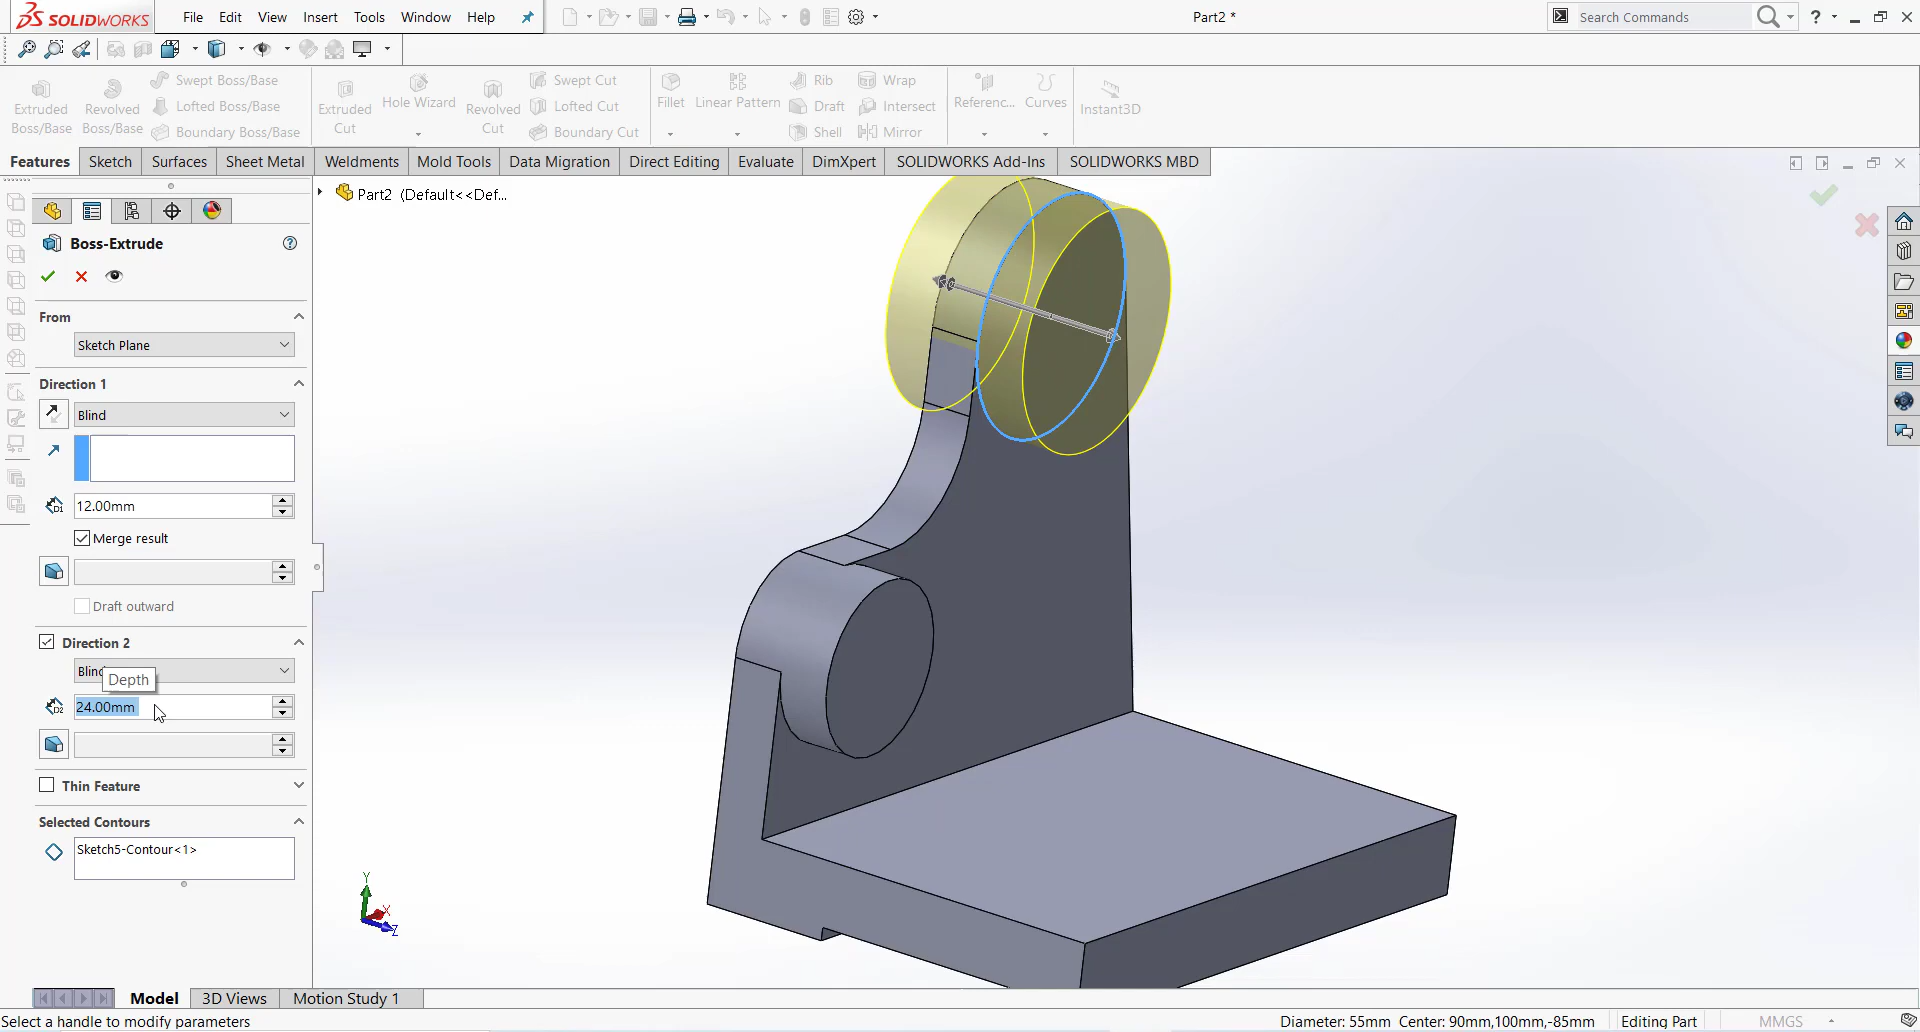 SOLIDWORKS File Edit View Insert Tools Window Help Part2 * Search Commands ?
Extruded Boss/Base
Revolved Boss/Base
Swept Boss/Base
Lofted Boss/Base
Boundary Boss/Base
Extruded Cut
Hole Wizard
Revolved Cut
Swept Cut
Lofted Cut
Boundary Cut
Fillet
Linear Pattern
Rib
Draft
Shell
Wrap
Intersect
Mirror
Referenc...
Curves
Instant3D
Features Sketch Surfaces Sheet Metal Weldments Mold Tools Data Migration Direct Editing Evaluate DimXpert SOLIDWORKS Add-Ins SOLIDWORKS MBD
Part2 (Default<<Def...
Boss-Extrude ?
From
Sketch Plane
Direction 1
Blind
D1 12.00mm
Merge result
Draft outward
Direction 2
Blind
Depth
D2 24.00mm
Thin Feature
Selected Contours
Sketch5-Contour<1>
Y
X
Z
Model 3D Views Motion Study 1
Select a handle to modify parameters Diameter: 55mm Center: 90mm,100mm,-85mm Editing Part MMGS